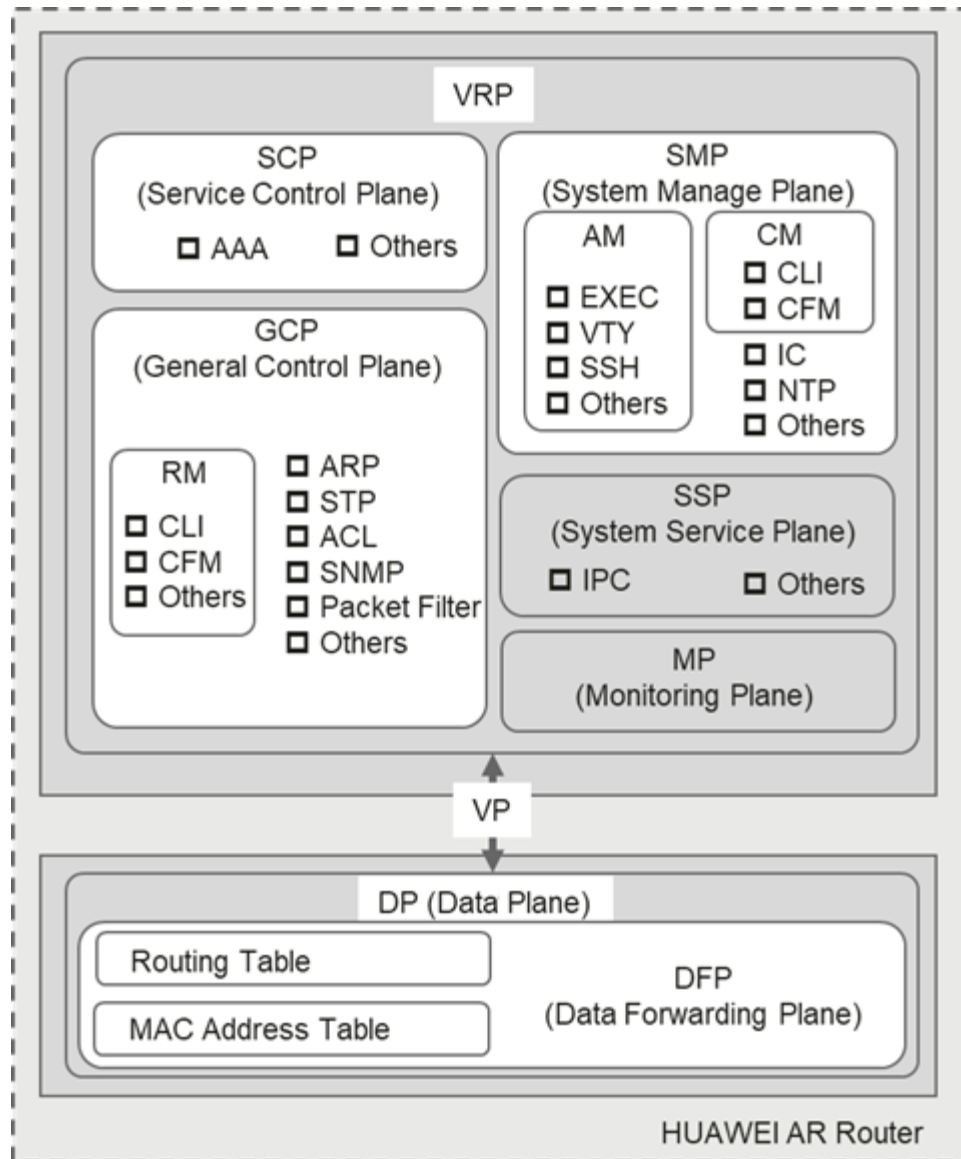 VRP
SCP
(Service Control Plane)
AAA
Others
SMP
(System Manage Plane)
AM
EXEC
VTY
SSH
Others
CM
CLI
CFM
IC
NTP
Others
GCP
(General Control Plane)
RM
CLI
CFM
Others
ARP
STP
ACL
SNMP
Packet Filter
Others
SSP
(System Service Plane)
IPC
Others
MP
(Monitoring Plane)
VP
DP (Data Plane)
Routing Table
MAC Address Table
DFP
(Data Forwarding Plane)
HUAWEI AR Router